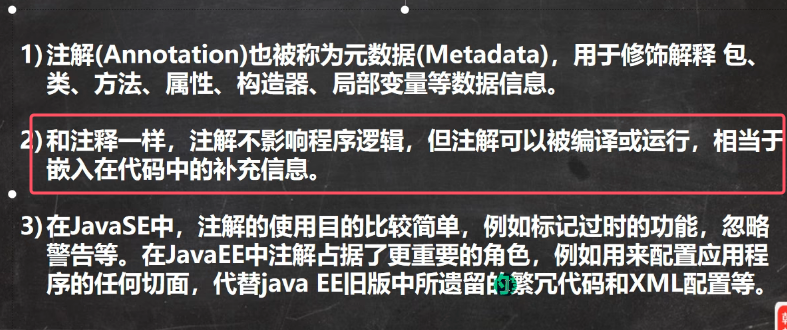 1) 注解(Annotation)也被称为元数据(Metadata)，用于修饰解释 包、
类、方法、属性、构造器、局部变量等数据信息。
2) 和注释一样，注解不影响程序逻辑，但注解可以被编译或运行，相当于
嵌入在代码中的补充信息。
3) 在JavaSE中，注解的使用目的比较简单，例如标记过时的功能，忽略
警告等。在JavaEE中注解占据了更重要的角色，例如用来配置应用程
序的任何切面，代替java EE旧版中所遗留的繁冗代码和XML配置等。